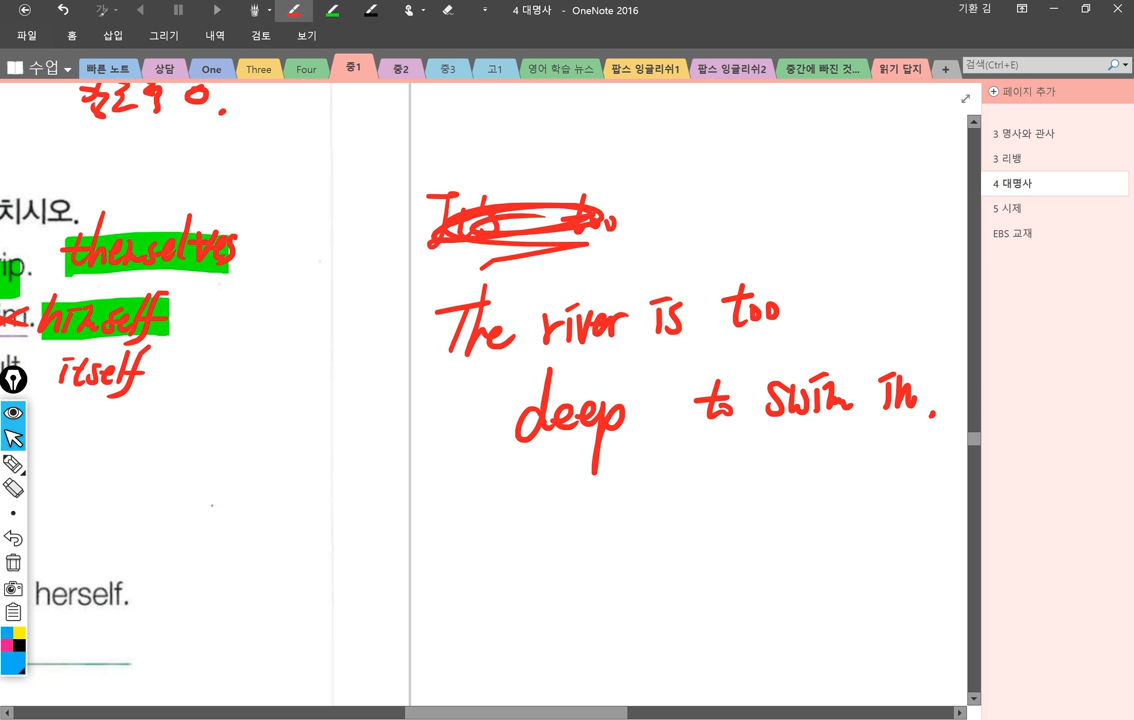 4 대명사 - OneNote 2016
기환 김
파일 홈 삽입 그리기 내역 검토 보기
수업 빠른 노트 상담 One Three Four 중1 중2 중3 고1 영어 학습 뉴스 팝스 잉글리쉬1 팝스 잉글리쉬2 중간에 빠진 것... 읽기 답지 + 검색(Ctrl+E)
페이지 추가
3 명사와 관사
3 리뱅
4 대명사
5 시제
EBS 교재
치시오.
themselves
himself
itself
herself.
too
The river is too
deep to swim in.